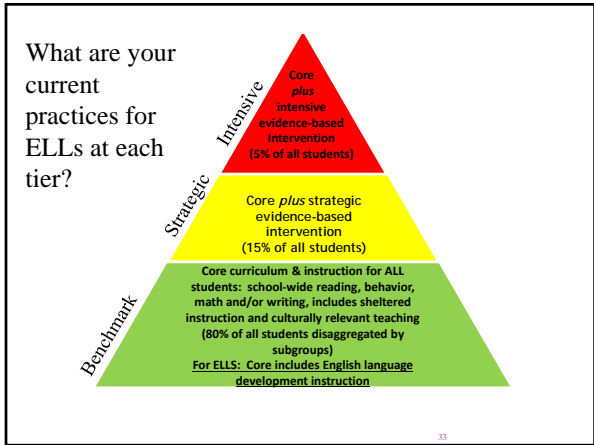 What are your
current
practices for
ELLs at each
tier?
Intensive
Core
plus
intensive
evidence-based
Intervention
(5% of all students)
Strategic
Core plus strategic
evidence-based
intervention
(15% of all students)
Benchmark
Core curriculum & instruction for ALL
students: school-wide reading, behavior,
math and/or writing, includes sheltered
instruction and culturally relevant teaching
(80% of all students disaggregated by
subgroups)
For ELLS: Core includes English language
development instruction
33